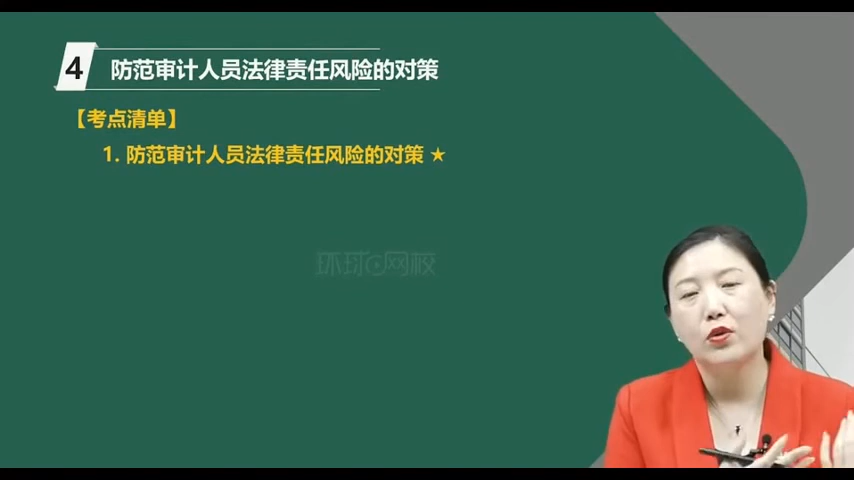 4 防范审计人员法律责任风险的对策
【考点清单】
1. 防范审计人员法律责任风险的对策 ★
环球网校